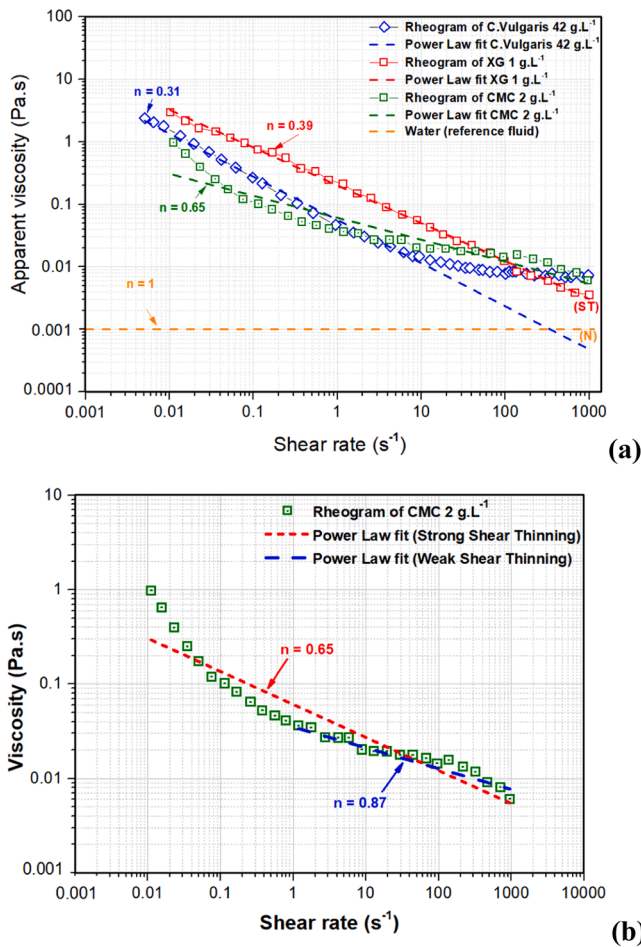 100
10
1
0.1
0.01
0.001
0.0001
Apparent viscosity (Pa.s)
Rheogram of C.Vulgaris 42 g.L-1
Power Law fit C.Vulgaris 42 g.L-1
Rheogram of XG 1 g.L-1
Power Law fit XG 1 g.L-1
Rheogram of CMC 2 g.L-1
Power Law fit CMC 2 g.L-1
Water (reference fluid)
n = 0.31
n = 0.39
n = 0.65
n = 1
(ST)
(N)
0.001 0.01 0.1 1 10 100 1000
Shear rate (s-1)
(a)
10
1
0.1
0.01
0.001
Viscosity (Pa.s)
Rheogram of CMC 2 g.L-1
Power Law fit (Strong Shear Thinning)
Power Law fit (Weak Shear Thinning)
n = 0.65
n = 0.87
0.001 0.01 0.1 1 10 100 1000 10000
Shear rate (s-1)
(b)